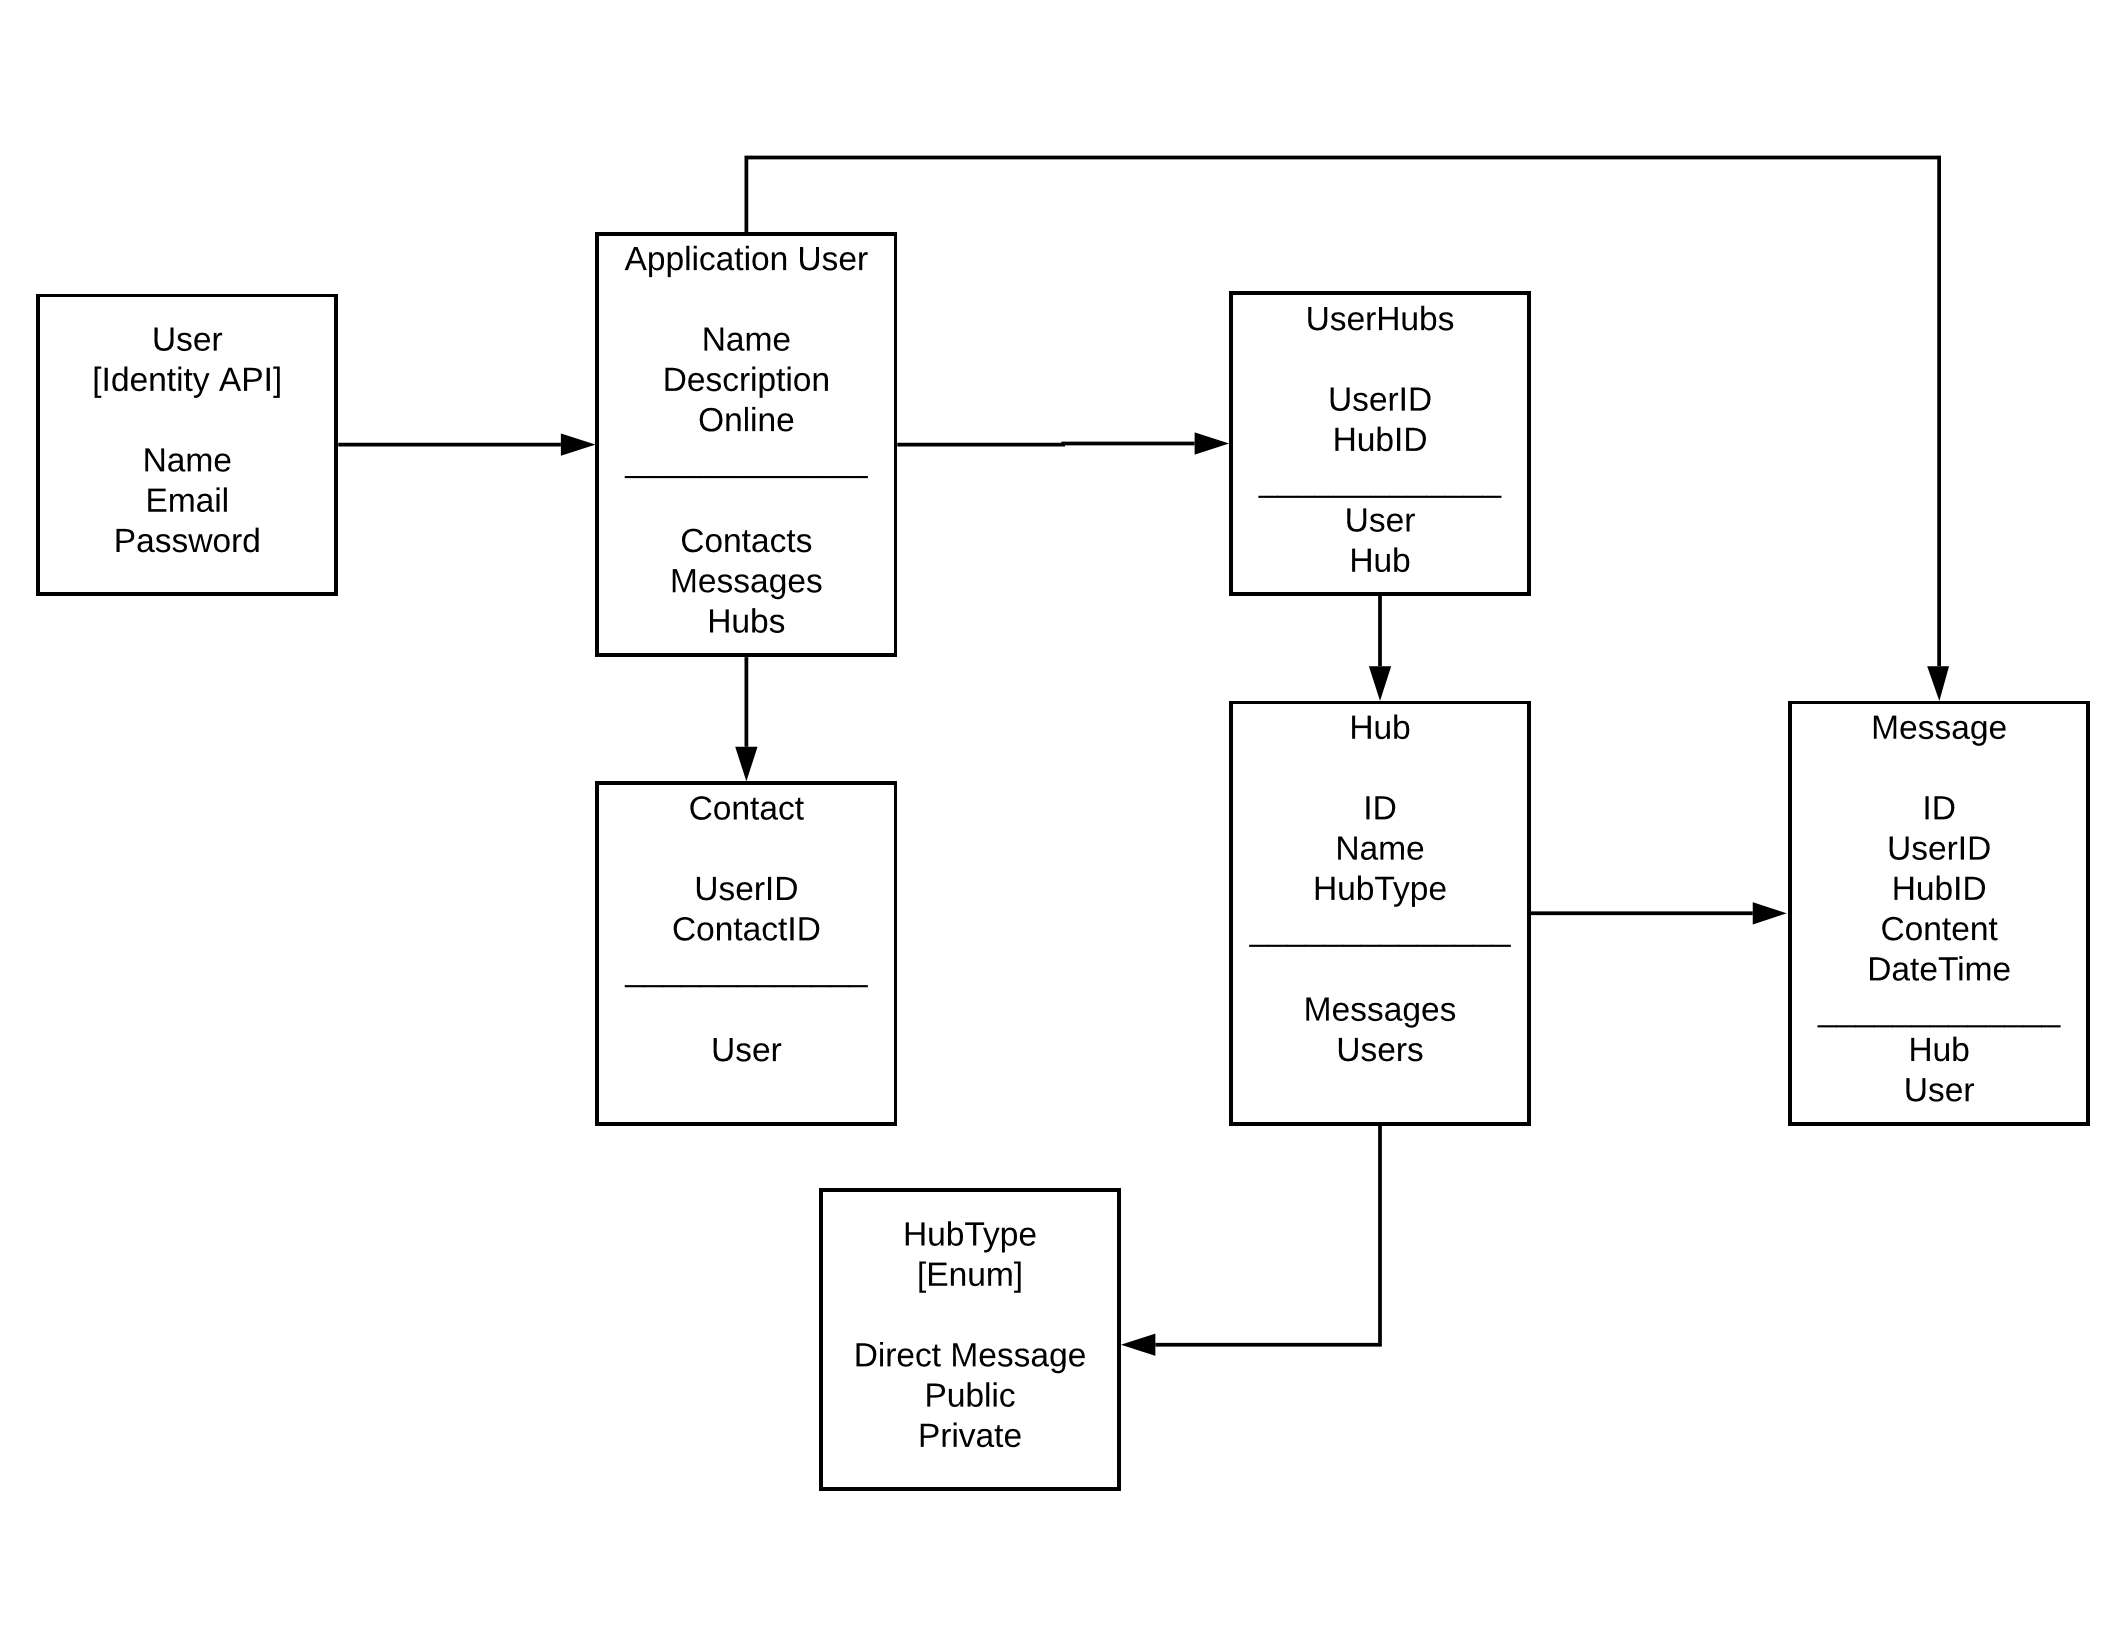 User
[Identity API]
Name
Email
Password
Application User
Name
Description
Online
Contacts
Messages
Hubs
UserHubs
UserID
HubID
User
Hub
Contact
UserID
ContactID
User
Hub
ID
Name
HubType
Messages
Users
Message
ID
UserID
HubID
Content
DateTime
Hub
User
HubType
[Enum]
Direct Message
Public
Private